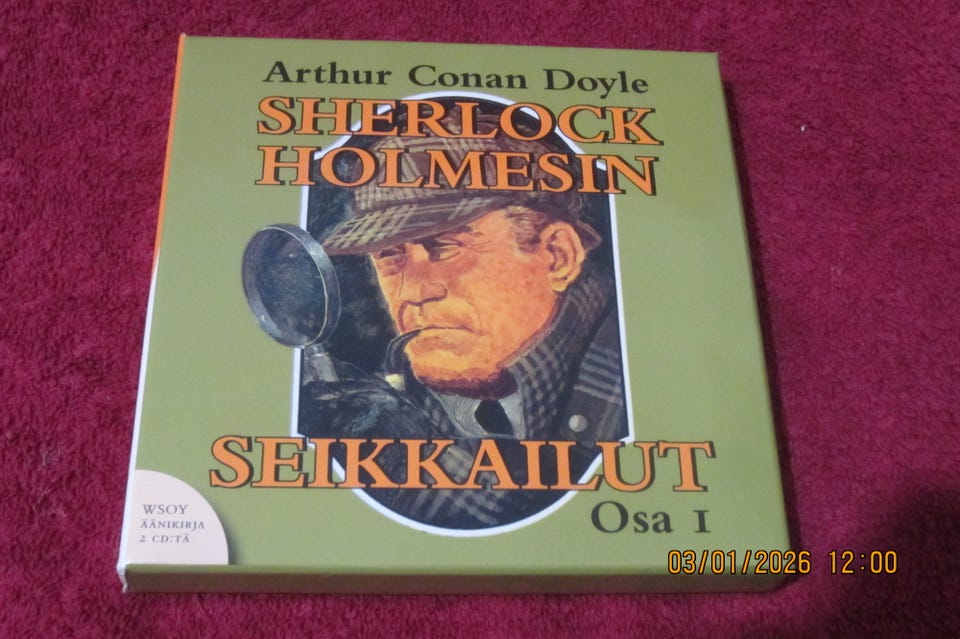 Arthur Conan Doyle
SHERLOCK
HOLMESIN
SEIKKAILUT
Osa 1
WSOY
ÄÄNIKIRJA
2 CD:TÄ
03/01/2026 12:00